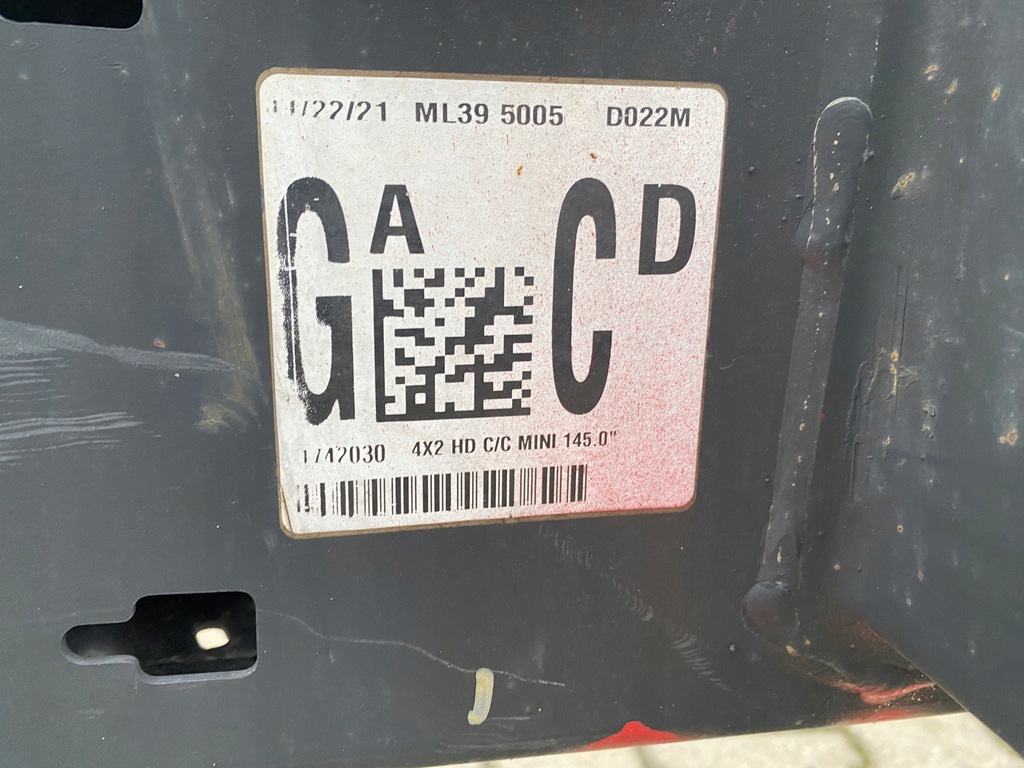 11/22/21 ML39 5005 D022M
G A C D
1742030 4X2 HD C/C MINI 145.0"